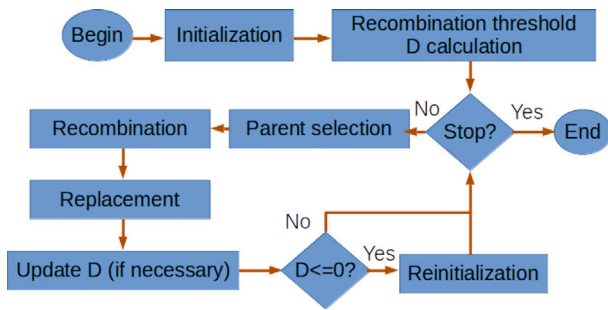 Begin
Initialization
Recombination threshold
D calculation
No
Yes
Recombination
Parent selection
Stop?
End
Replacement
No
Update D (if necessary)
D<=0?
Yes
Reinitialization